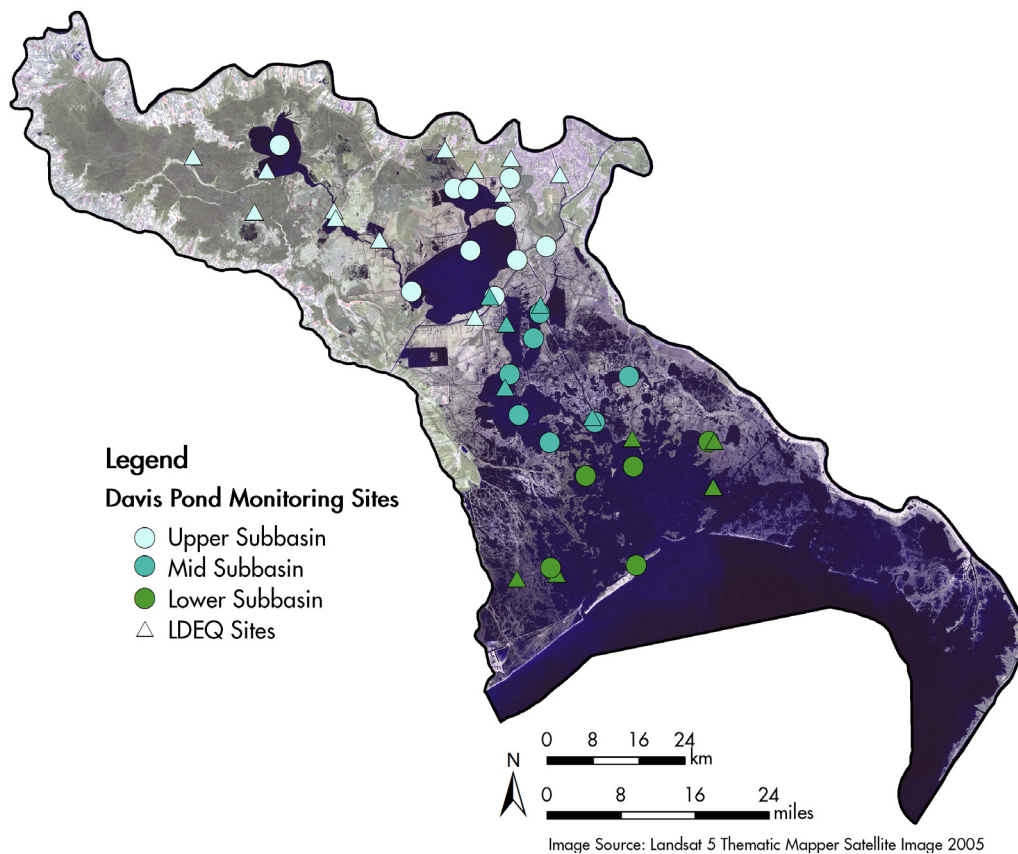 Legend
Davis Pond Monitoring Sites
Upper Subbasin
Mid Subbasin
Lower Subbasin
LDEQ Sites
N
0 8 16 24
km
0 8 16 24
miles
Image Source: Landsat 5 Thematic Mapper Satellite Image 2005